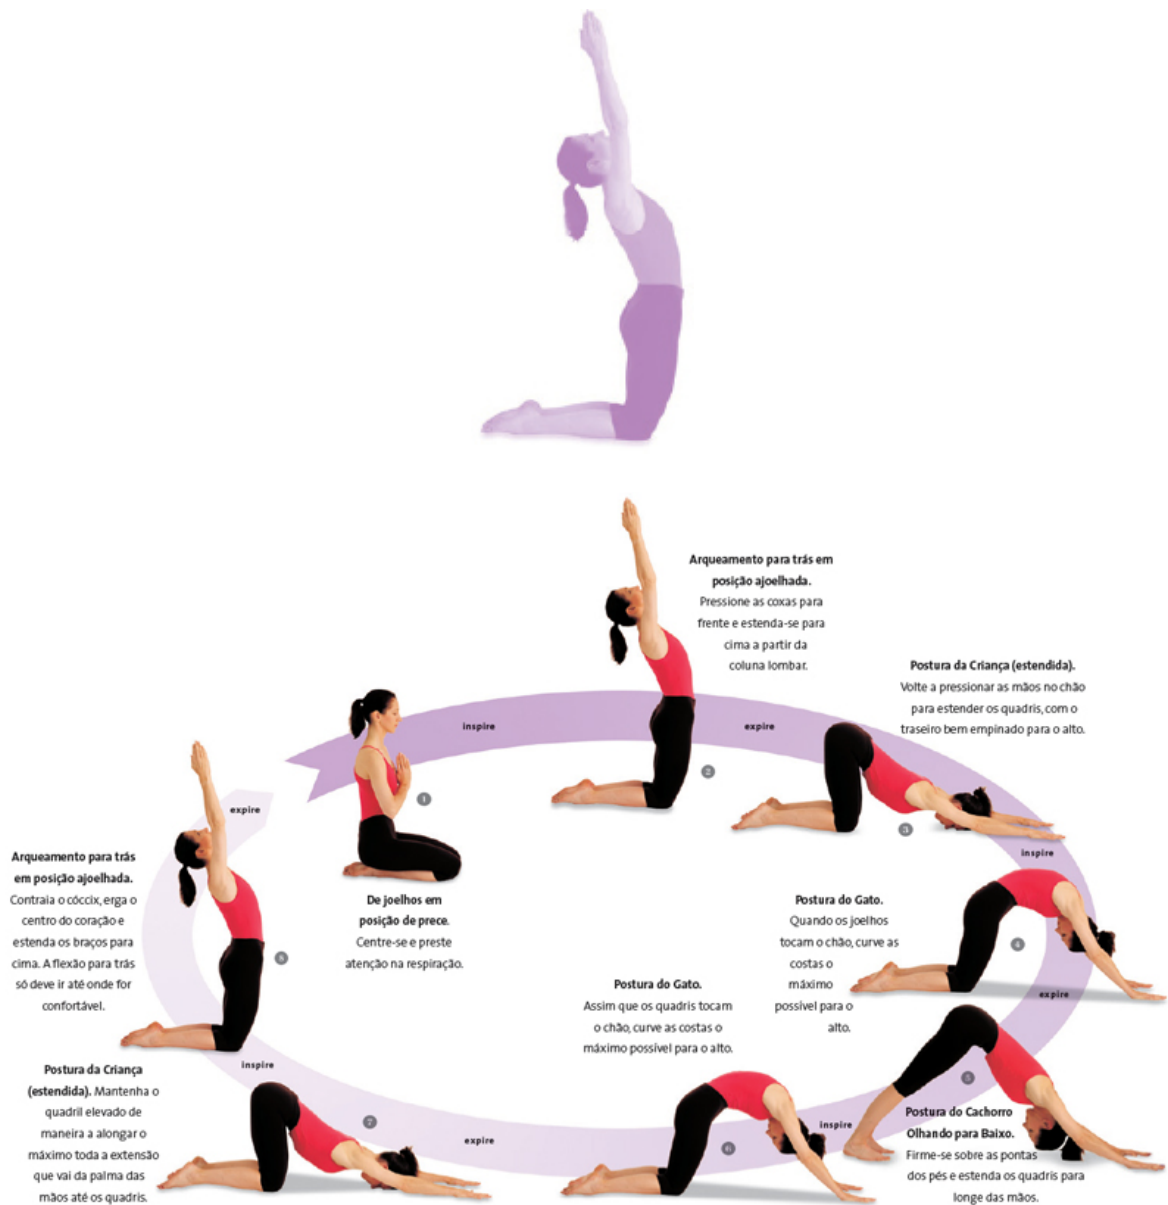 Arqueamento para trás em
posição ajoelhada.
Pressione as coxas para
frente e estenda-se para
cima a partir da
coluna lombar.
Postura da Criança (estendida).
Volte a pressionar as mãos no chão
para estender os quadris, com o
traseiro bem empinado para o alto.
inspire
expire
1
2
3
inspire
De joelhos em
posição de prece.
Centre-se e preste
atenção na respiração.
Postura do Gato.
Quando os joelhos
tocam o chão, curve as
costas o
máximo
possível para o
alto.
4
expire
5
Postura do Cachorro
Olhando para Baixo.
Firme-se sobre as pontas
dos pés e estenda os quadris para
longe das mãos.
inspire
Postura do Gato.
Assim que os quadris tocam
o chão, curve as costas o
máximo possível para o alto.
6
expire
7
Postura da Criança
(estendida). Mantenha o
quadril elevado de
maneira a alongar o
máximo toda a extensão
que vai da palma das
mãos até os quadris.
inspire
8
Arqueamento para trás
em posição ajoelhada.
Contraia o cóccix, erga o
centro do coração e
estenda os braços para
cima. A flexão para trás
só deve ir até onde for
confortável.
expire